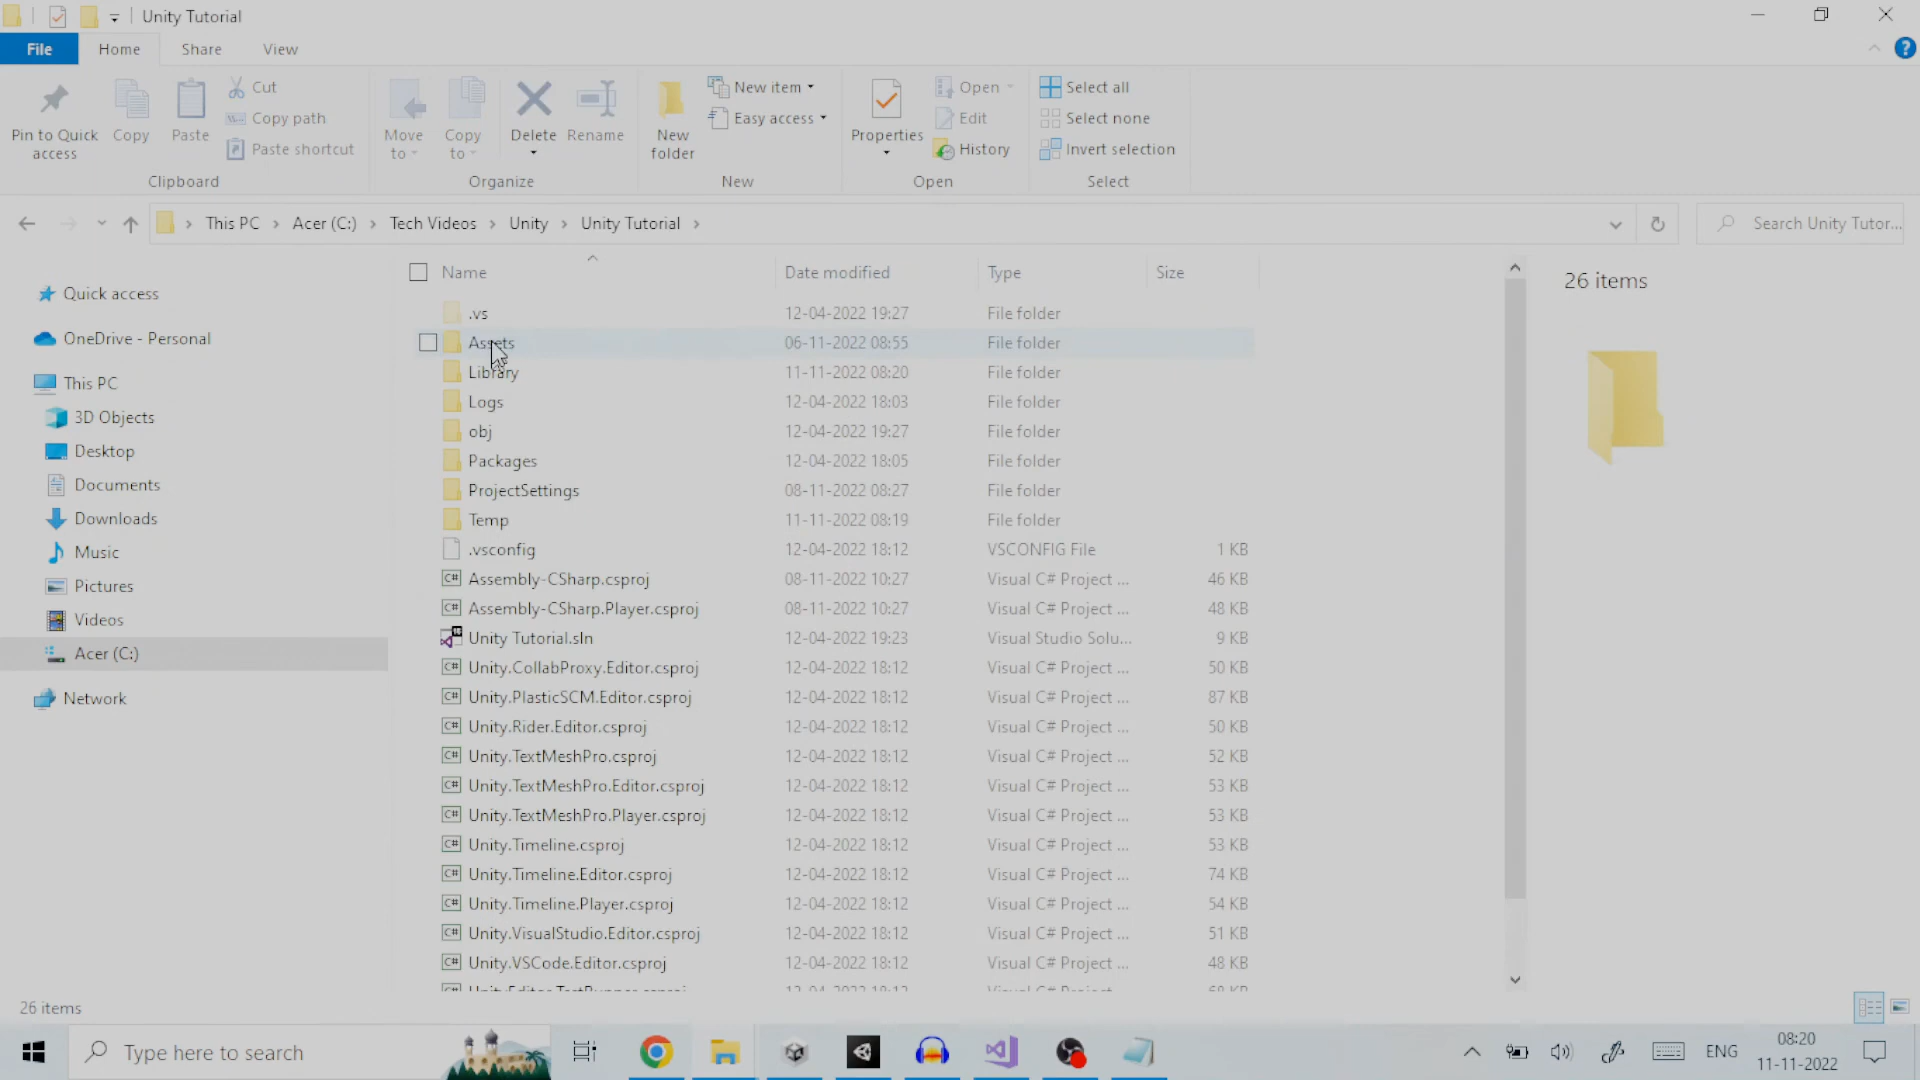 Unity Tutorial
File Home Share View
Pin to Quick access
Copy
Paste
Cut
Copy path
Paste shortcut
Clipboard
Move to
Copy to
Delete
Rename
Organize
New folder
New item
Easy access
New
Properties
Open
Edit
History
Open
Select all
Select none
Invert selection
Select
This PC Acer (C:) Tech Videos Unity Unity Tutorial
Search Unity Tutor...
Quick access
OneDrive - Personal
This PC
3D Objects
Desktop
Documents
Downloads
Music
Pictures
Videos
Acer (C:)
Network
Name Date modified Type Size
.vs 12-04-2022 19:27 File folder
Assets 06-11-2022 08:55 File folder
Library 11-11-2022 08:20 File folder
Logs 12-04-2022 18:03 File folder
obj 12-04-2022 19:27 File folder
Packages 12-04-2022 18:05 File folder
ProjectSettings 08-11-2022 08:27 File folder
Temp 11-11-2022 08:19 File folder
.vsconfig 12-04-2022 18:12 VSCONFIG File 1 KB
Assembly-CSharp.csproj 08-11-2022 10:27 Visual C# Project ... 46 KB
Assembly-CSharp.Player.csproj 08-11-2022 10:27 Visual C# Project ... 48 KB
Unity Tutorial.sln 12-04-2022 19:23 Visual Studio Solu... 9 KB
Unity.CollabProxy.Editor.csproj 12-04-2022 18:12 Visual C# Project ... 50 KB
Unity.PlasticSCM.Editor.csproj 12-04-2022 18:12 Visual C# Project ... 87 KB
Unity.Rider.Editor.csproj 12-04-2022 18:12 Visual C# Project ... 50 KB
Unity.TextMeshPro.csproj 12-04-2022 18:12 Visual C# Project ... 52 KB
Unity.TextMeshPro.Editor.csproj 12-04-2022 18:12 Visual C# Project ... 53 KB
Unity.TextMeshPro.Player.csproj 12-04-2022 18:12 Visual C# Project ... 53 KB
Unity.Timeline.csproj 12-04-2022 18:12 Visual C# Project ... 53 KB
Unity.Timeline.Editor.csproj 12-04-2022 18:12 Visual C# Project ... 74 KB
Unity.Timeline.Player.csproj 12-04-2022 18:12 Visual C# Project ... 54 KB
Unity.VisualStudio.Editor.csproj 12-04-2022 18:12 Visual C# Project ... 51 KB
Unity.VSCode.Editor.csproj 12-04-2022 18:12 Visual C# Project ... 48 KB
26 items
26 items
Type here to search
ENG
08:20
11-11-2022